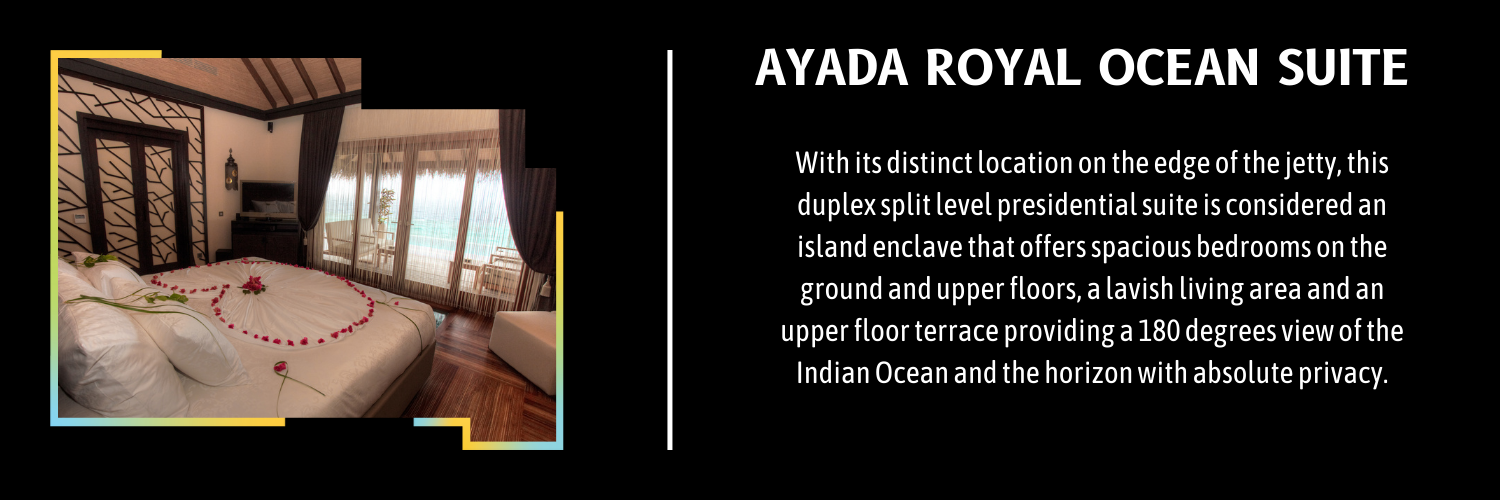 AYADA ROYAL OCEAN SUITE
With its distinct location on the edge of the jetty, this
duplex split level presidential suite is considered an
island enclave that offers spacious bedrooms on the
ground and upper floors, a lavish living area and an
upper floor terrace providing a 180 degrees view of the
Indian Ocean and the horizon with absolute privacy.